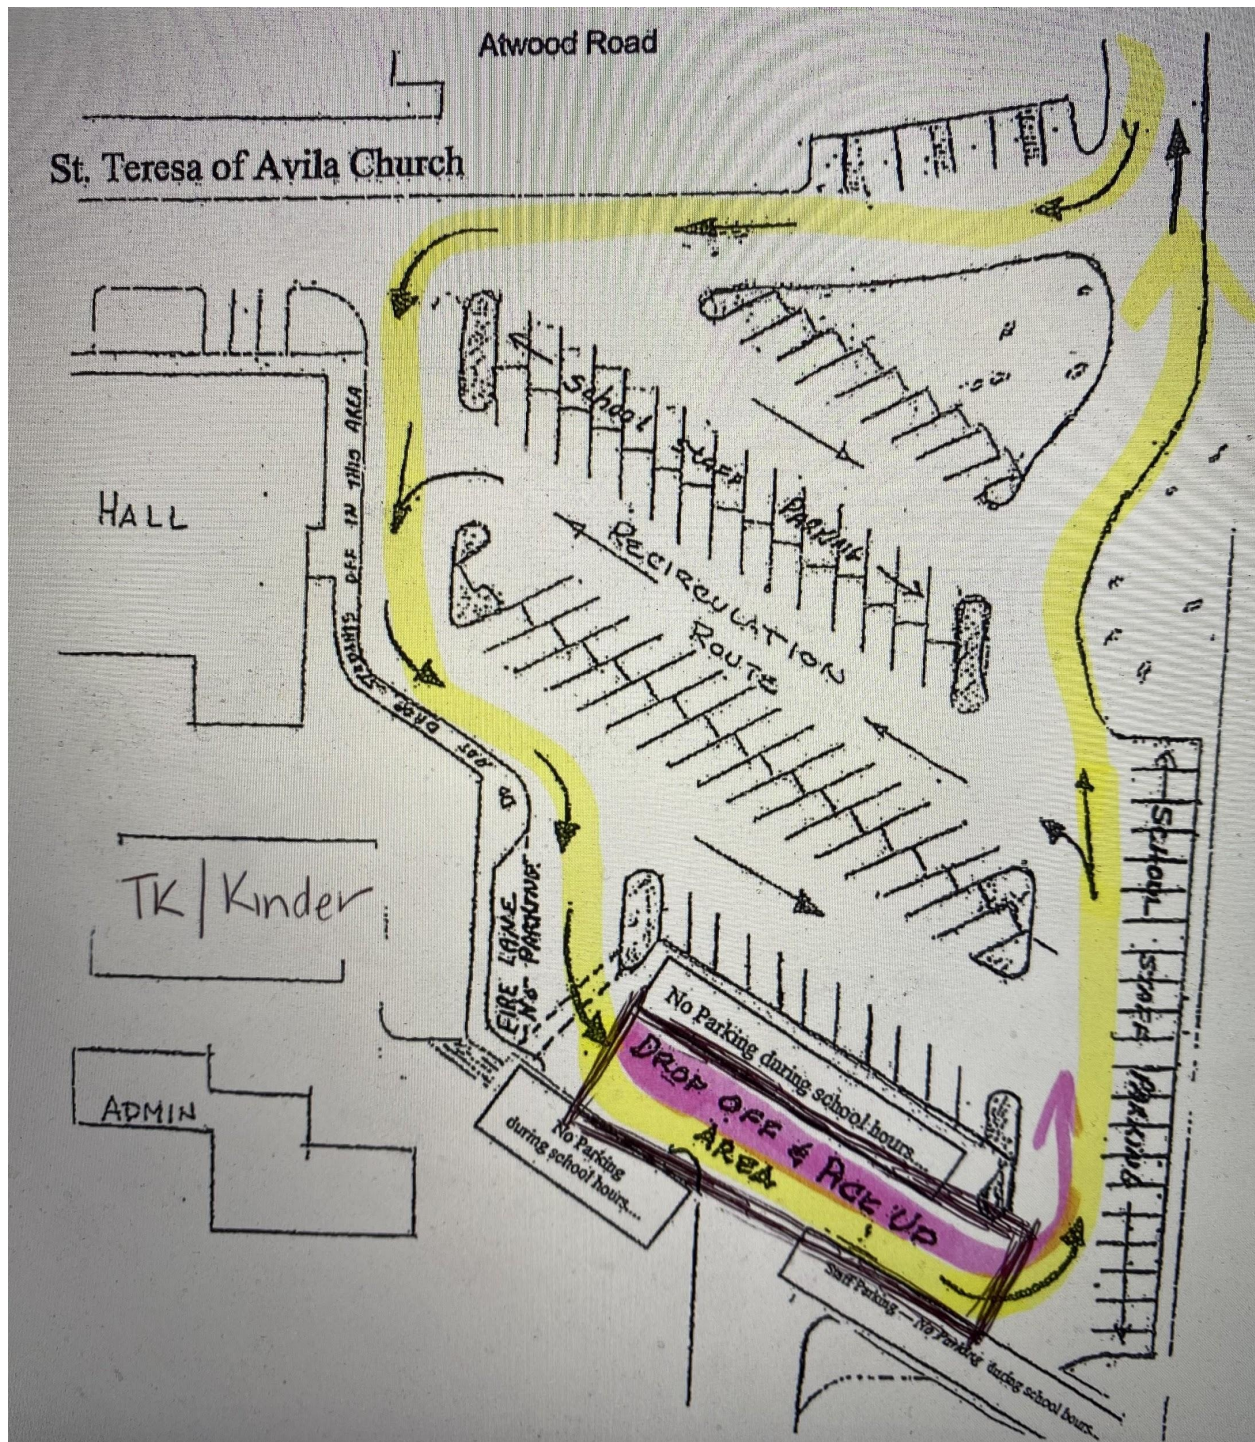 Atwood Road
St. Teresa of Avila Church
School
STAFF
PARKING
RECIRCULATION
ROUTE
HALL
DO NOT DROP STUDENTS OFF IN THIS AREA
TK/Kinder
FIRE LANE
NO PARKING
ADMIN
No Parking during school hours....
DROP OFF & PICK UP
AREA
No Parking
during school hours....
Staff Parking — No Parking during school hours...
SCHOOL STAFF PARKING